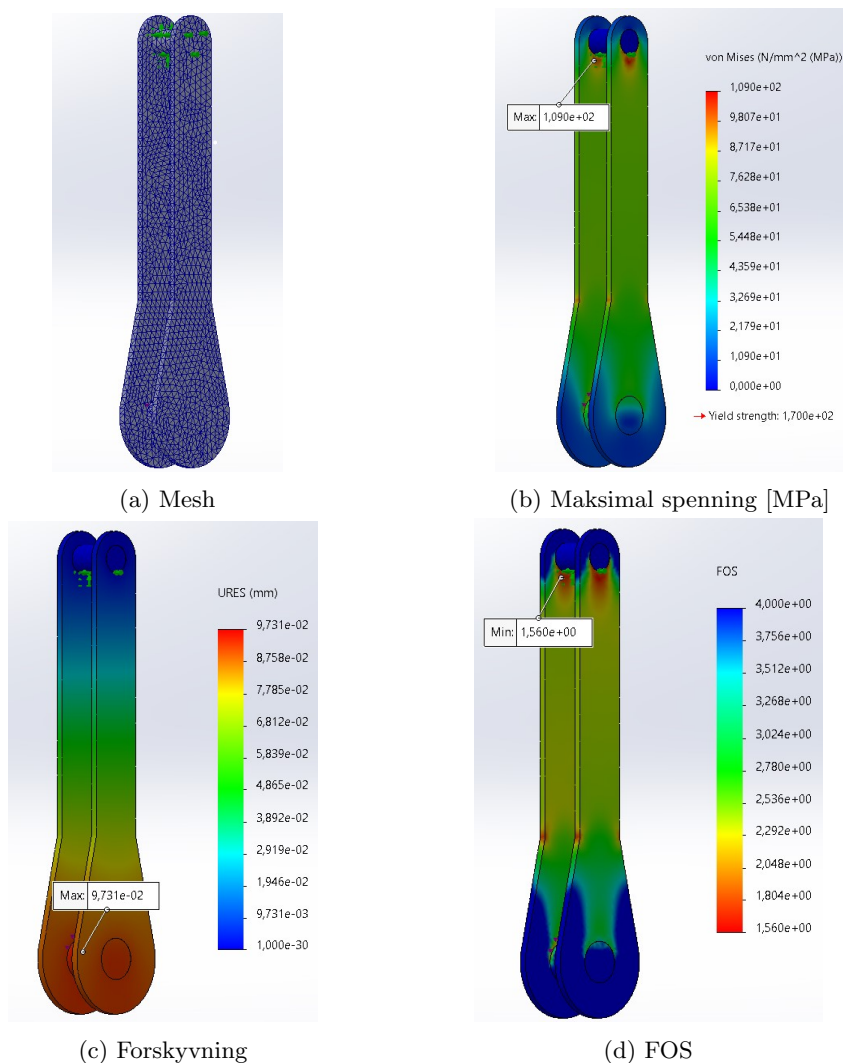 (a) Mesh
von Mises (N/mm^2 (MPa))
1,090e+02
9,807e+01
8,717e+01
7,628e+01
6,538e+01
5,448e+01
4,359e+01
3,269e+01
2,179e+01
1,090e+01
0,000e+00
Yield strength: 1,700e+02
Max: 1,090e+02
(b) Maksimal spenning [MPa]
URES (mm)
9,731e-02
8,758e-02
7,785e-02
6,812e-02
5,839e-02
4,865e-02
3,892e-02
2,919e-02
1,946e-02
9,731e-03
1,000e-30
Max: 9,731e-02
(c) Forskyvning
FOS
4,000e+00
3,756e+00
3,512e+00
3,268e+00
3,024e+00
2,780e+00
2,536e+00
2,292e+00
2,048e+00
1,804e+00
1,560e+00
Min: 1,560e+00
(d) FOS